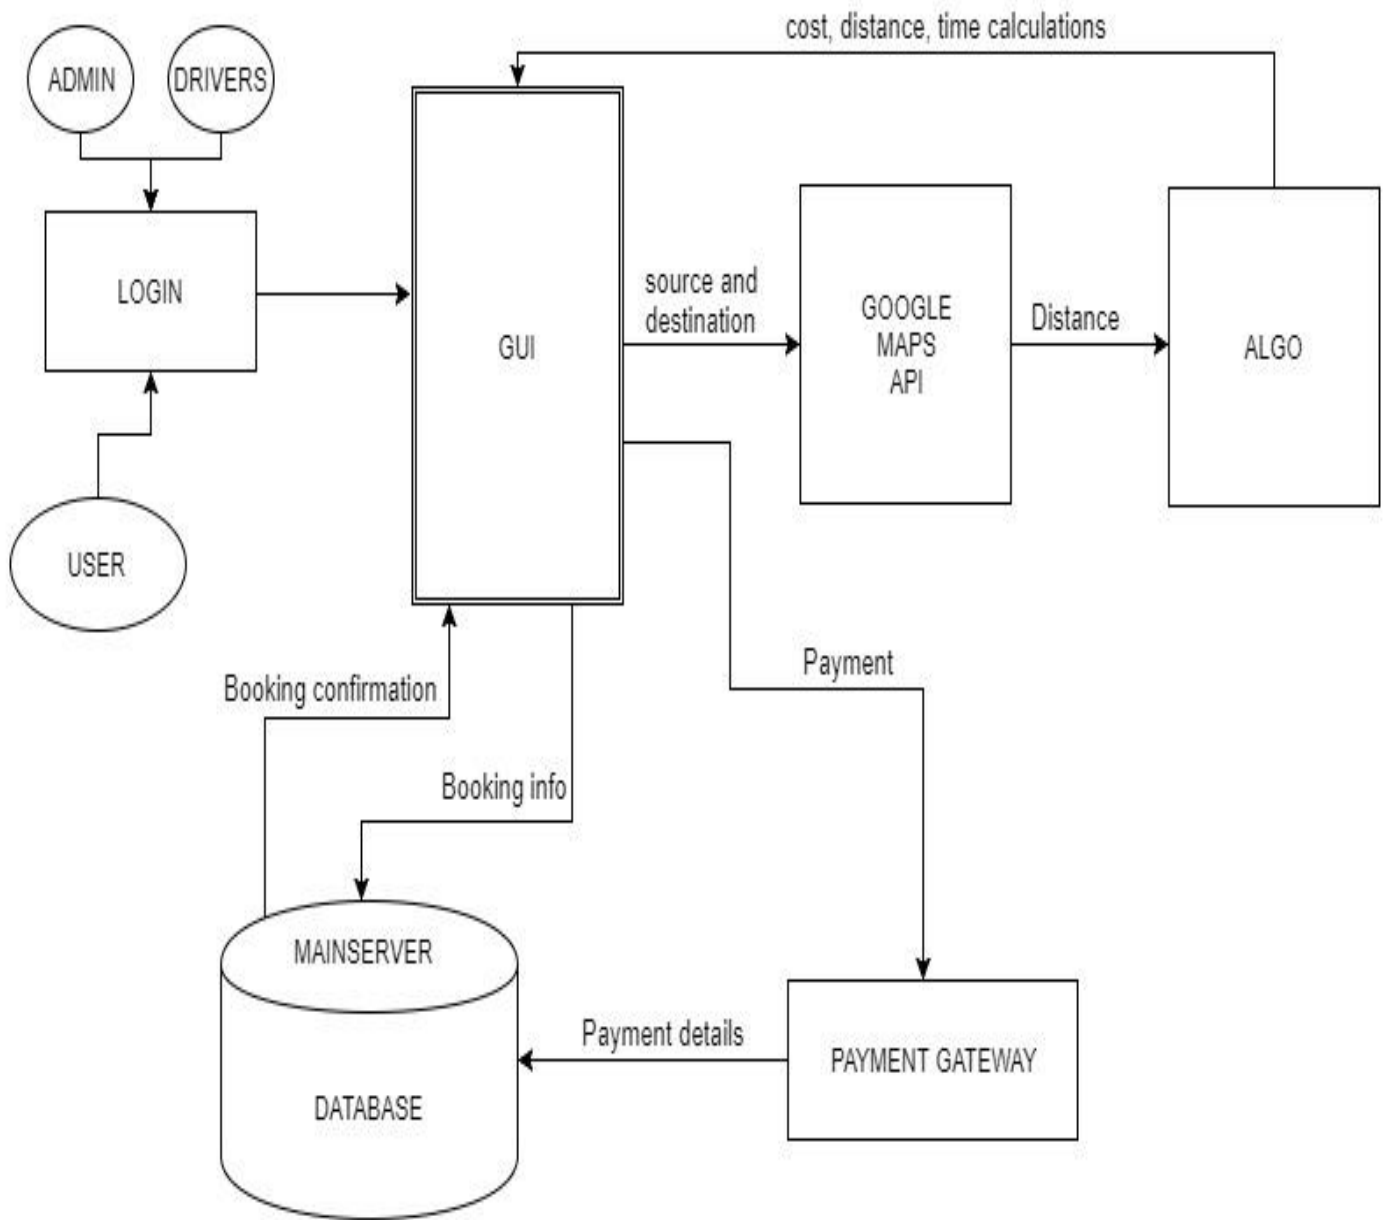 cost, distance, time calculations
ADMIN
DRIVERS
LOGIN
source and
destination
GUI
GOOGLE
MAPS
API
Distance
ALGO
USER
Payment
Booking confirmation
Booking info
MAINSERVER
Payment details
PAYMENT GATEWAY
DATABASE